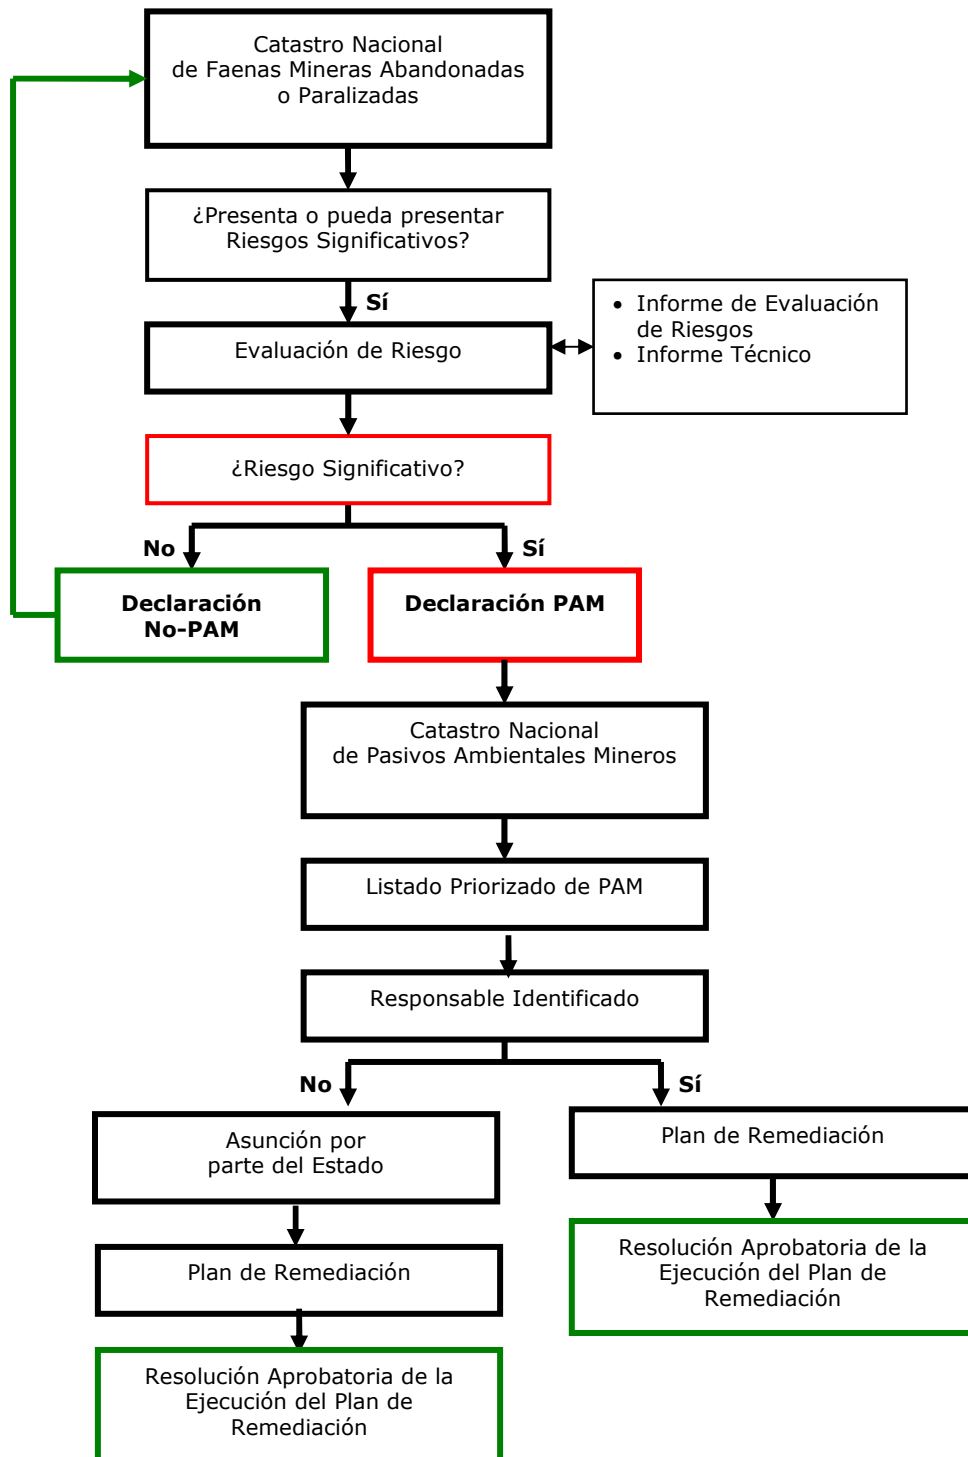 Catastro Nacional
de Faenas Mineras Abandonadas
o Paralizadas
¿Presenta o pueda presentar
Riesgos Significativos?
Sí
Evaluación de Riesgo
• Informe de Evaluación
de Riesgos
• Informe Técnico
¿Riesgo Significativo?
No
Sí
Declaración
No-PAM
Declaración PAM
Catastro Nacional
de Pasivos Ambientales Mineros
Listado Priorizado de PAM
Responsable Identificado
No
Sí
Asunción por
parte del Estado
Plan de Remediación
Plan de Remediación
Resolución Aprobatoria de la
Ejecución del Plan de
Remediación
Resolución Aprobatoria de la
Ejecución del Plan de
Remediación